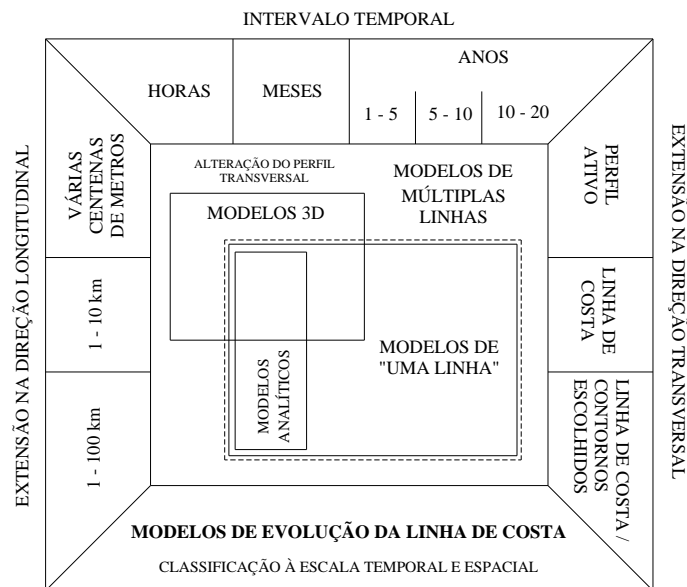 INTERVALO TEMPORAL
HORAS
MESES
ANOS
1 - 5
5 - 10
10 - 20
EXTENSÃO NA DIREÇÃO LONGITUDINAL
VÁRIAS
CENTENAS
DE METROS
1 - 10 km
1 - 100 km
ALTERAÇÃO DO PERFIL
TRANSVERSAL
MODELOS 3D
MODELOS DE
MÚLTIPLAS
LINHAS
MODELOS
ANALÍTICOS
MODELOS DE
"UMA LINHA"
PERFIL
ATIVO
LINHA DE
COSTA
LINHA DE COSTA /
CONTORNOS
ESCOLHIDOS
EXTENSÃO NA DIREÇÃO TRANSVERSAL
MODELOS DE EVOLUÇÃO DA LINHA DE COSTA
CLASSIFICAÇÃO À ESCALA TEMPORAL E ESPACIAL